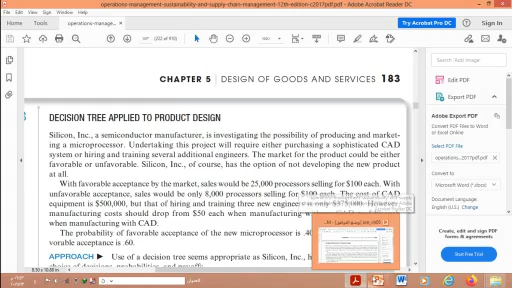 operations-management-sustainability-and-supply-chain-management-12th-edition-c2017pdf.pdf - Adobe Acrobat Reader DC
File Edit View Sign Window Help
Home Tools operations-manage... ×
Try Acrobat Pro DC
Sign In
(222 of 910)
CHAPTER 5 | DESIGN OF GOODS AND SERVICES 183
DECISION TREE APPLIED TO PRODUCT DESIGN
Silicon, Inc., a semiconductor manufacturer, is investigating the possibility of producing and market-
ing a microprocessor. Undertaking this project will require either purchasing a sophisticated CAD
system or hiring and training several additional engineers. The market for the product could be either
favorable or unfavorable. Silicon, Inc., of course, has the option of not developing the new product
at all.
With favorable acceptance by the market, sales would be 25,000 processors selling for $100 each. With
unfavorable acceptance, sales would be only 8,000 processors selling for $100 each. The cost of CAD
equipment is $500,000, but that of hiring and training three new engineers is only $375,000. However,
manufacturing costs should drop from $50 each when manufacturing
when manufacturing with CAD.
The probability of favorable acceptance of the new microprocessor is .40
vorable acceptance is .60.
APPROACH ▶ Use of a decision tree seems appropriate as Silicon, Inc., h
choice of decisions, probabilities, and payoffs.
8.50 x 10.88 in
Search 'Add Image'
Edit PDF
Export PDF
Adobe Export PDF
Convert PDF Files to Word
or Excel Online
Select PDF File
operations-...ty.pdf.pdf ×
Convert to
Microsoft Word (*.docx)
Document Language:
English (U.S.) Change
Create, edit and sign PDF
forms & agreements
Start Free Trial